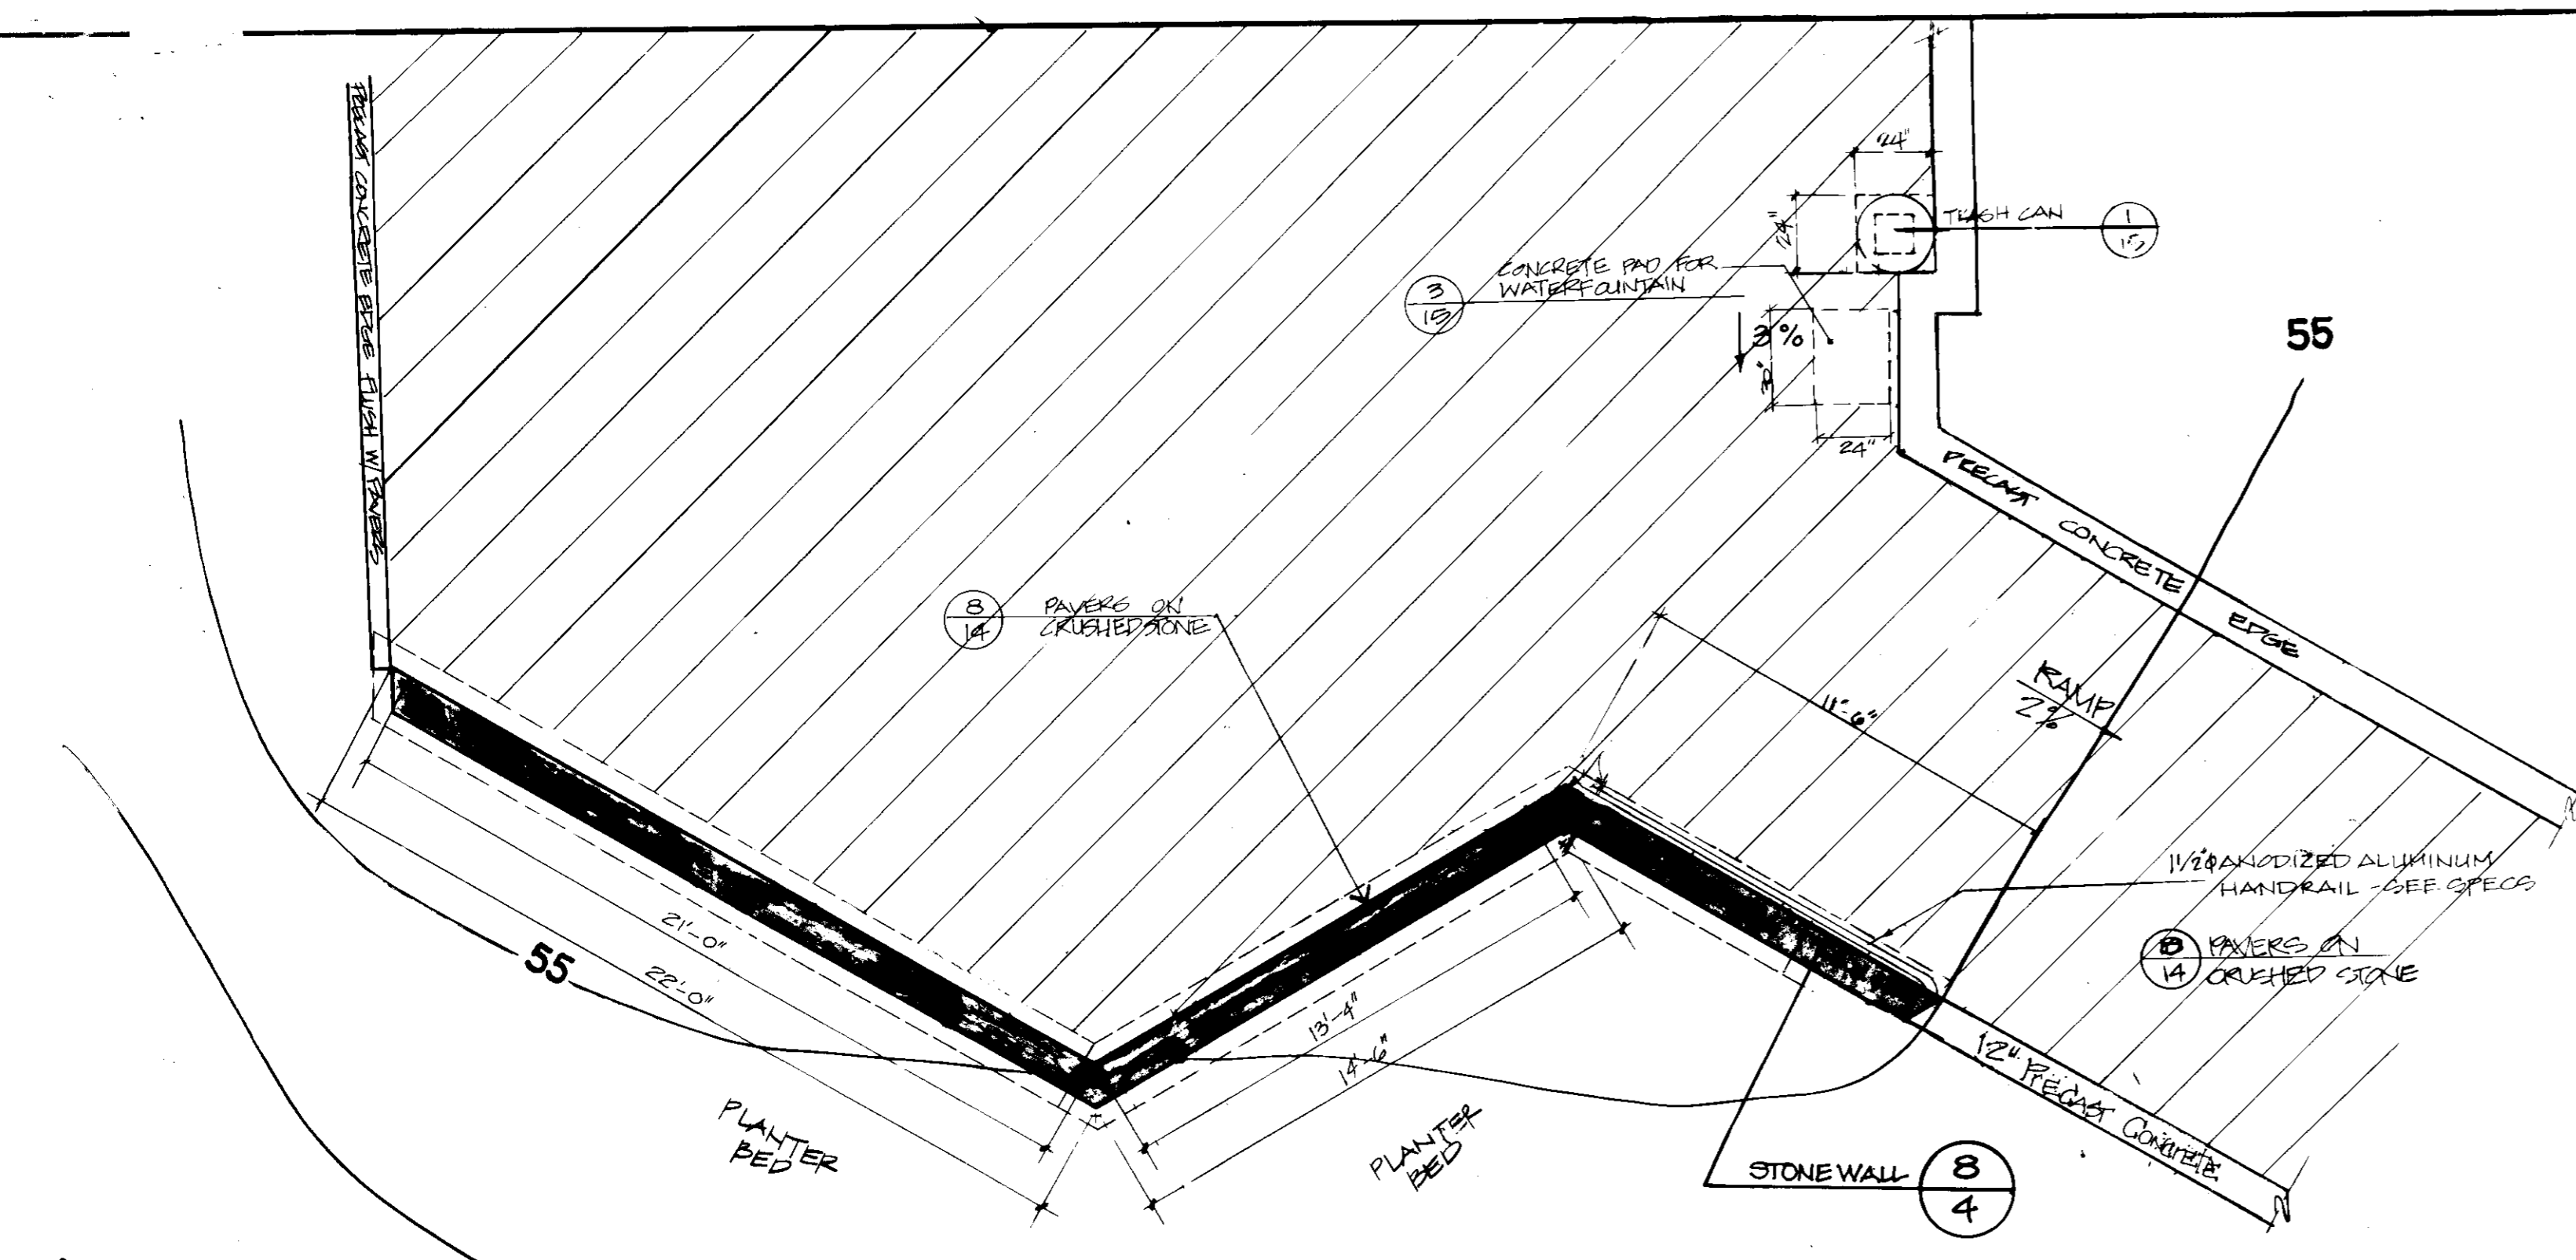 PRECAST CONCRETE EDGE FLUSH W/ PAVERS
24"
24"
TRASH CAN
1
15
CONCRETE PAD FOR
WATERFOUNTAIN
3
15
3%
30"
24"
55
PRECAST CONCRETE EDGE
8
14
PAVERS ON
CRUSHED STONE
RAMP
2%
11'-6"
1 1/2"φ ANODIZED ALUMINUM
HANDRAIL - SEE SPECS
8
14
PAVERS ON
CRUSHED STONE
21'-0"
22'-0"
55
13'-4"
14'-6"
12" PRECAST CONCRETE
PLANTER
BED
PLANTER
BED
STONE WALL
8
4